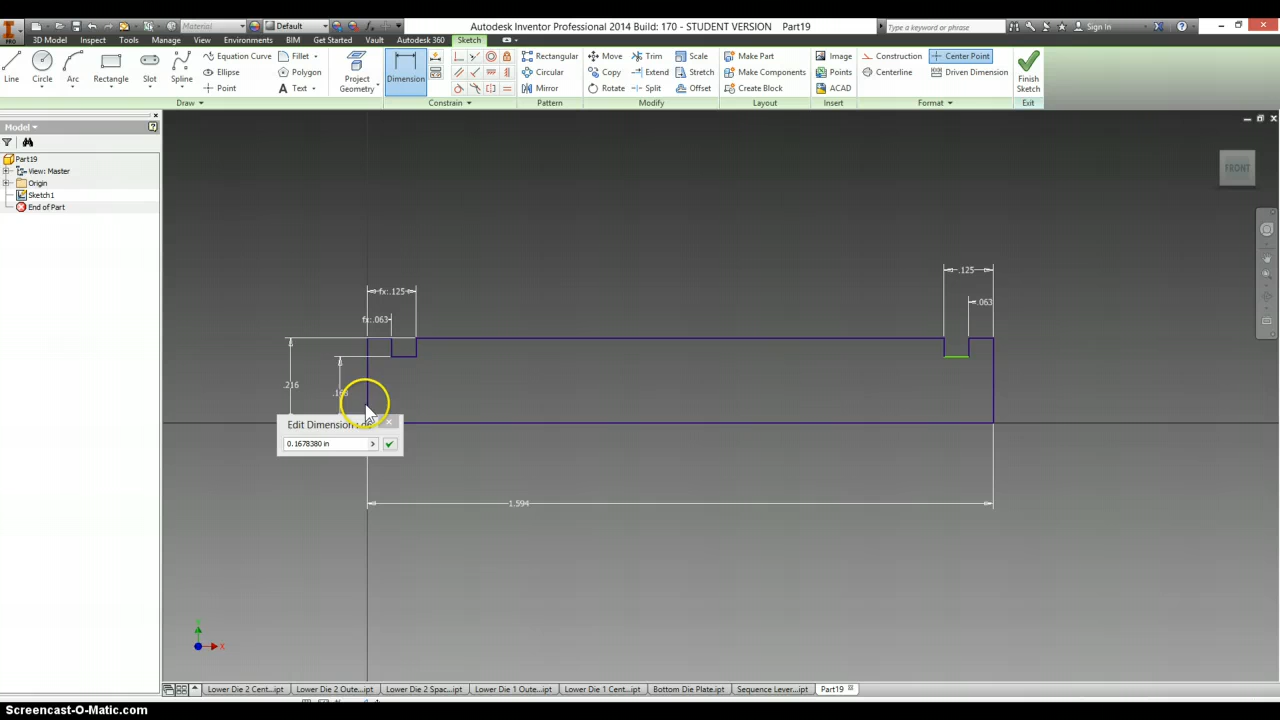 PRO
Material
Default
Autodesk Inventor Professional 2014 Build: 170 - STUDENT VERSION Part19
Type a keyword or phrase
Sign In
3D Model Inspect Tools Manage View Environments BIM Get Started Vault Autodesk 360 Sketch
Line
Circle
Arc
Rectangle
Slot
Spline
Equation Curve
Ellipse
Point
Fillet
Polygon
Text
Project
Geometry
Dimension
Rectangular
Circular
Mirror
Move
Copy
Rotate
Trim
Extend
Split
Scale
Stretch
Offset
Make Part
Make Components
Create Block
Image
Points
ACAD
Construction
Centerline
Center Point
Driven Dimension
Finish
Sketch
Draw
Constrain
Pattern
Modify
Layout
Insert
Format
Exit
Model
Part19
View: Master
Origin
Sketch1
End of Part
FRONT
.125
fx:.125
.063
fx:.063
.216
Edit Dimension :
0.1678380 in
1.594
X
Lower Die 2 Cent...ipt Lower Die 2 Oute...ipt Lower Die 2 Spac...ipt Lower Die 1 Oute...ipt Lower Die 1 Cent...ipt Bottom Die Plate.ipt Sequence Lever...ipt Part19
Screencast-O-Matic.com